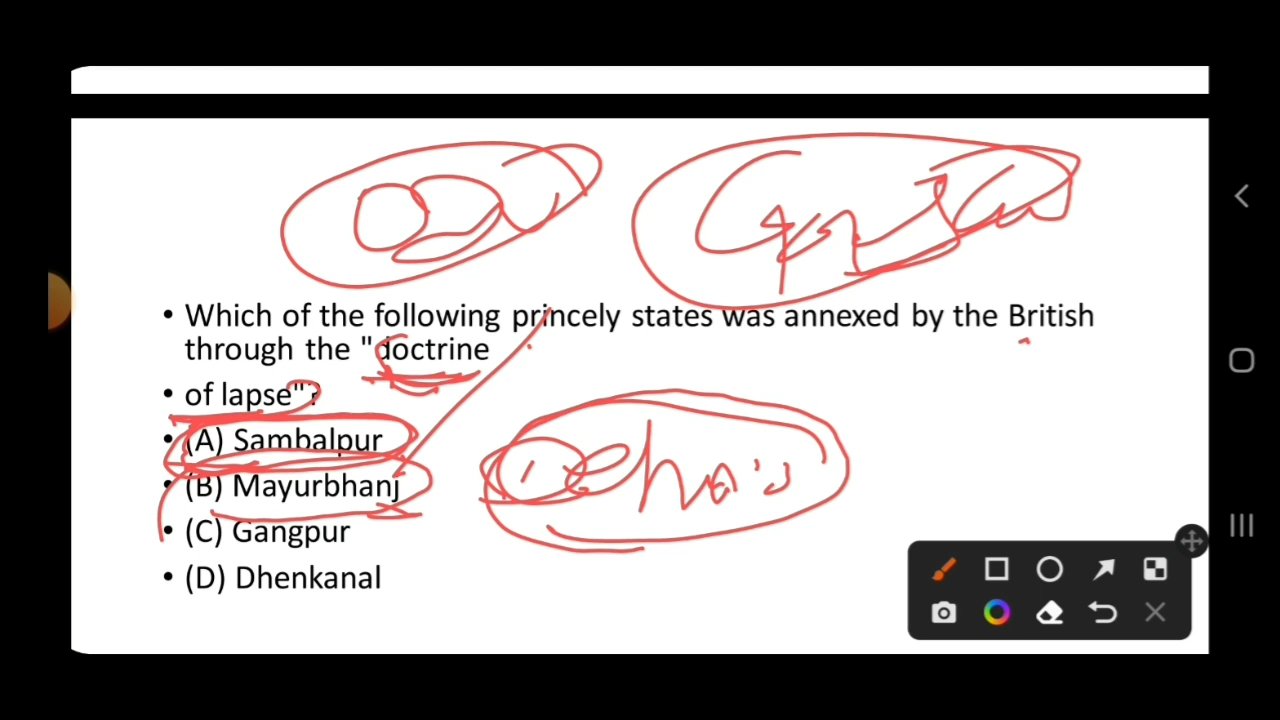 • Which of the following princely states was annexed by the British
through the "doctrine
• of lapse"?
• (A) Sambalpur
• (B) Mayurbhanj
• (C) Gangpur
• (D) Dhenkanal